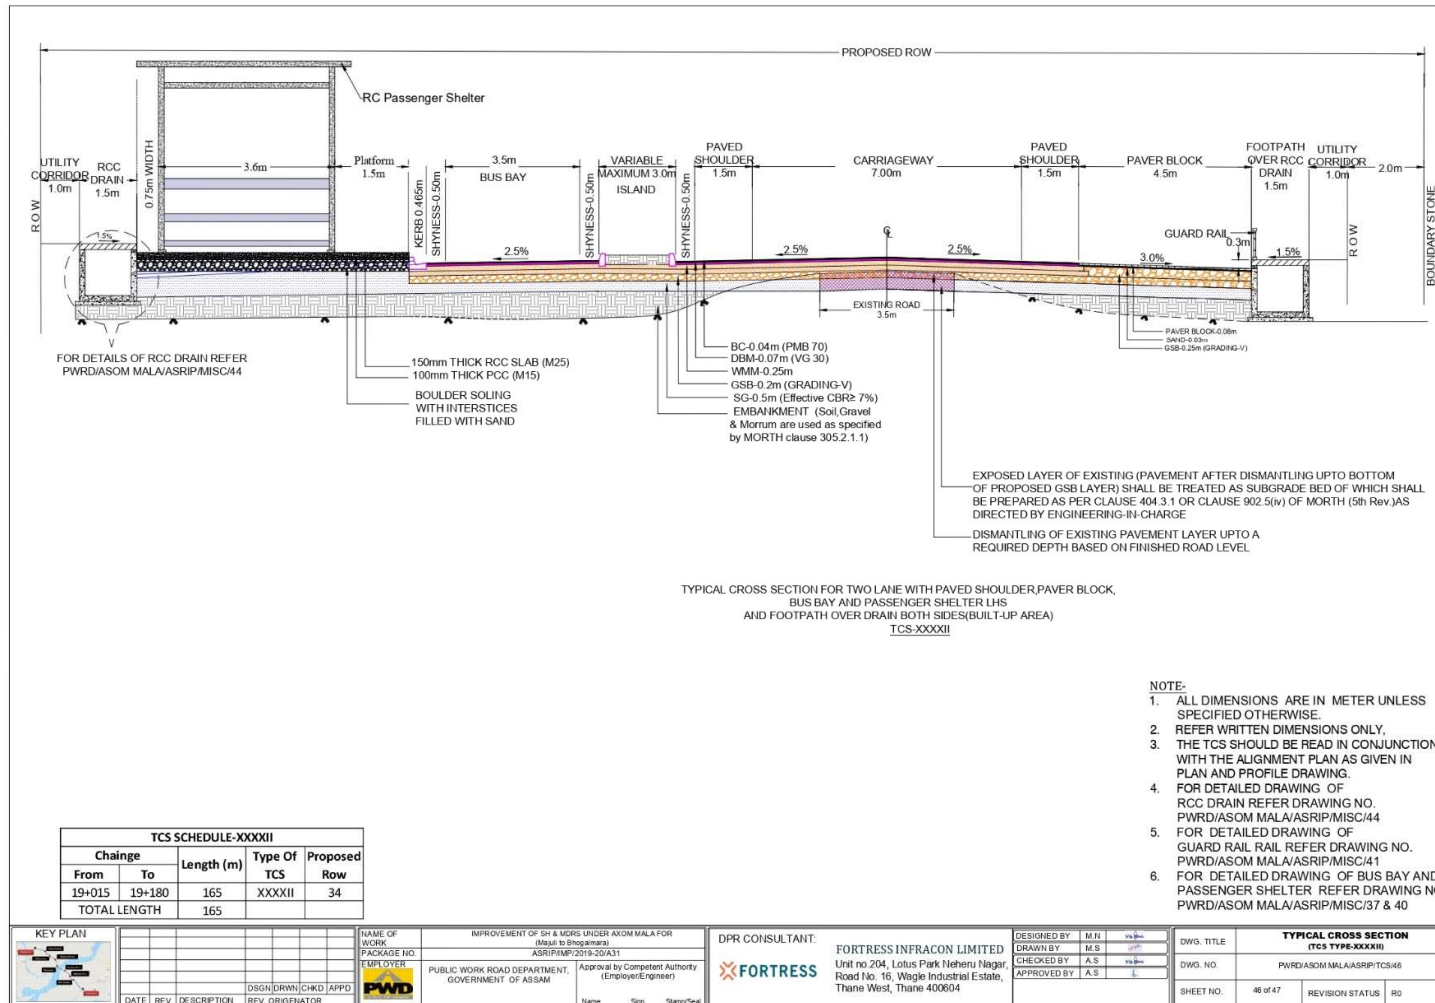 PROPOSED ROW
RC Passenger Shelter
UTILITY
CORRIDOR
1.0m
RCC
DRAIN
1.5m
0.75m WIDTH
3.6m
Platform
1.5m
KERB 0.465m
SHYNESS-0.50m
3.5m
BUS BAY
SHYNESS-0.50m
VARIABLE
MAXIMUM 3.0m
ISLAND
SHYNESS-0.50m
PAVED
SHOULDER
1.5m
CARRIAGEWAY
7.00m
PAVED
SHOULDER
1.5m
PAVER BLOCK
4.5m
FOOTPATH
OVER RCC
DRAIN
1.5m
UTILITY
CORRIDOR
1.0m
2.0m
ROW
ROW
BOUNDARY STONE
GUARD RAIL
0.3m
1.5%
2.5%
2.5%
2.5%
3.0%
1.5%
EXISTING ROAD
3.5m
PAVER BLOCK-0.08m
SAND-0.03m
GSB-0.25m (GRADING-V)
FOR DETAILS OF RCC DRAIN REFER
PWRD/ASOM MALA/ASRIP/MISC/44
150mm THICK RCC SLAB (M25)
100mm THICK PCC (M15)
BOULDER SOLING
WITH INTERSTICES
FILLED WITH SAND
BC-0.04m (PMB 70)
DBM-0.07m (VG 30)
WMM-0.25m
GSB-0.2m (GRADING-V)
SG-0.5m (Effective CBR≥ 7%)
EMBANKMENT (Soil,Gravel
& Morrum are used as specified
by MORTH clause 305.2.1.1)
EXPOSED LAYER OF EXISTING (PAVEMENT AFTER DISMANTLING UPTO BOTTOM
OF PROPOSED GSB LAYER) SHALL BE TREATED AS SUBGRADE BED OF WHICH SHALL
BE PREPARED AS PER CLAUSE 404.3.1 OR CLAUSE 902.5(iv) OF MORTH (5th Rev.)AS
DIRECTED BY ENGINEERING-IN-CHARGE
DISMANTLING OF EXISTING PAVEMENT LAYER UPTO A
REQUIRED DEPTH BASED ON FINISHED ROAD LEVEL
TYPICAL CROSS SECTION FOR TWO LANE WITH PAVED SHOULDER,PAVER BLOCK,
BUS BAY AND PASSENGER SHELTER LHS
AND FOOTPATH OVER DRAIN BOTH SIDES(BUILT-UP AREA)
TCS-XXXXII
NOTE-
1. ALL DIMENSIONS ARE IN METER UNLESS
SPECIFIED OTHERWISE.
2. REFER WRITTEN DIMENSIONS ONLY,
3. THE TCS SHOULD BE READ IN CONJUNCTION
WITH THE ALIGNMENT PLAN AS GIVEN IN
PLAN AND PROFILE DRAWING.
4. FOR DETAILED DRAWING OF
RCC DRAIN REFER DRAWING NO.
PWRD/ASOM MALA/ASRIP/MISC/44
5. FOR DETAILED DRAWING OF
GUARD RAIL RAIL REFER DRAWING NO.
PWRD/ASOM MALA/ASRIP/MISC/41
6. FOR DETAILED DRAWING OF BUS BAY AND
PASSENGER SHELTER REFER DRAWING NO
PWRD/ASOM MALA/ASRIP/MISC/37 & 40
TCS SCHEDULE-XXXXII
Chainge Length (m) Type Of TCS Proposed Row
From To
19+015 19+180 165 XXXXII 34
TOTAL LENGTH 165
KEY PLAN
DSGN DRWN CHKD APPD
DATE REV DESCRIPTION REV. ORIGENATOR
NAME OF WORK
IMPROVEMENT OF SH & MDRS UNDER AXOM MALA FOR
(Majuli to Bhogaimara)
PACKAGE NO. ASRIP/IMP/2019-20/A31
EMPLOYER
PWD
PUBLIC WORK ROAD DEPARTMENT,
GOVERNMENT OF ASSAM
Approval by Competent Authority
(Employer/Engineer)
Name Sign Stamp/Seal
DPR CONSULTANT:
FORTRESS
FORTRESS INFRACON LIMITED
Unit no.204, Lotus Park Neheru Nagar,
Road No. 16, Wagle Industrial Estate,
Thane West, Thane 400604
DESIGNED BY M.N
DRAWN BY M.S
CHECKED BY A.S
APPROVED BY A.S
DWG. TITLE TYPICAL CROSS SECTION
(TCS TYPE-XXXXII)
DWG. NO. PWRD/ASOM MALA/ASRIP/TCS/46
SHEET NO. 46 of 47 REVISION STATUS R0